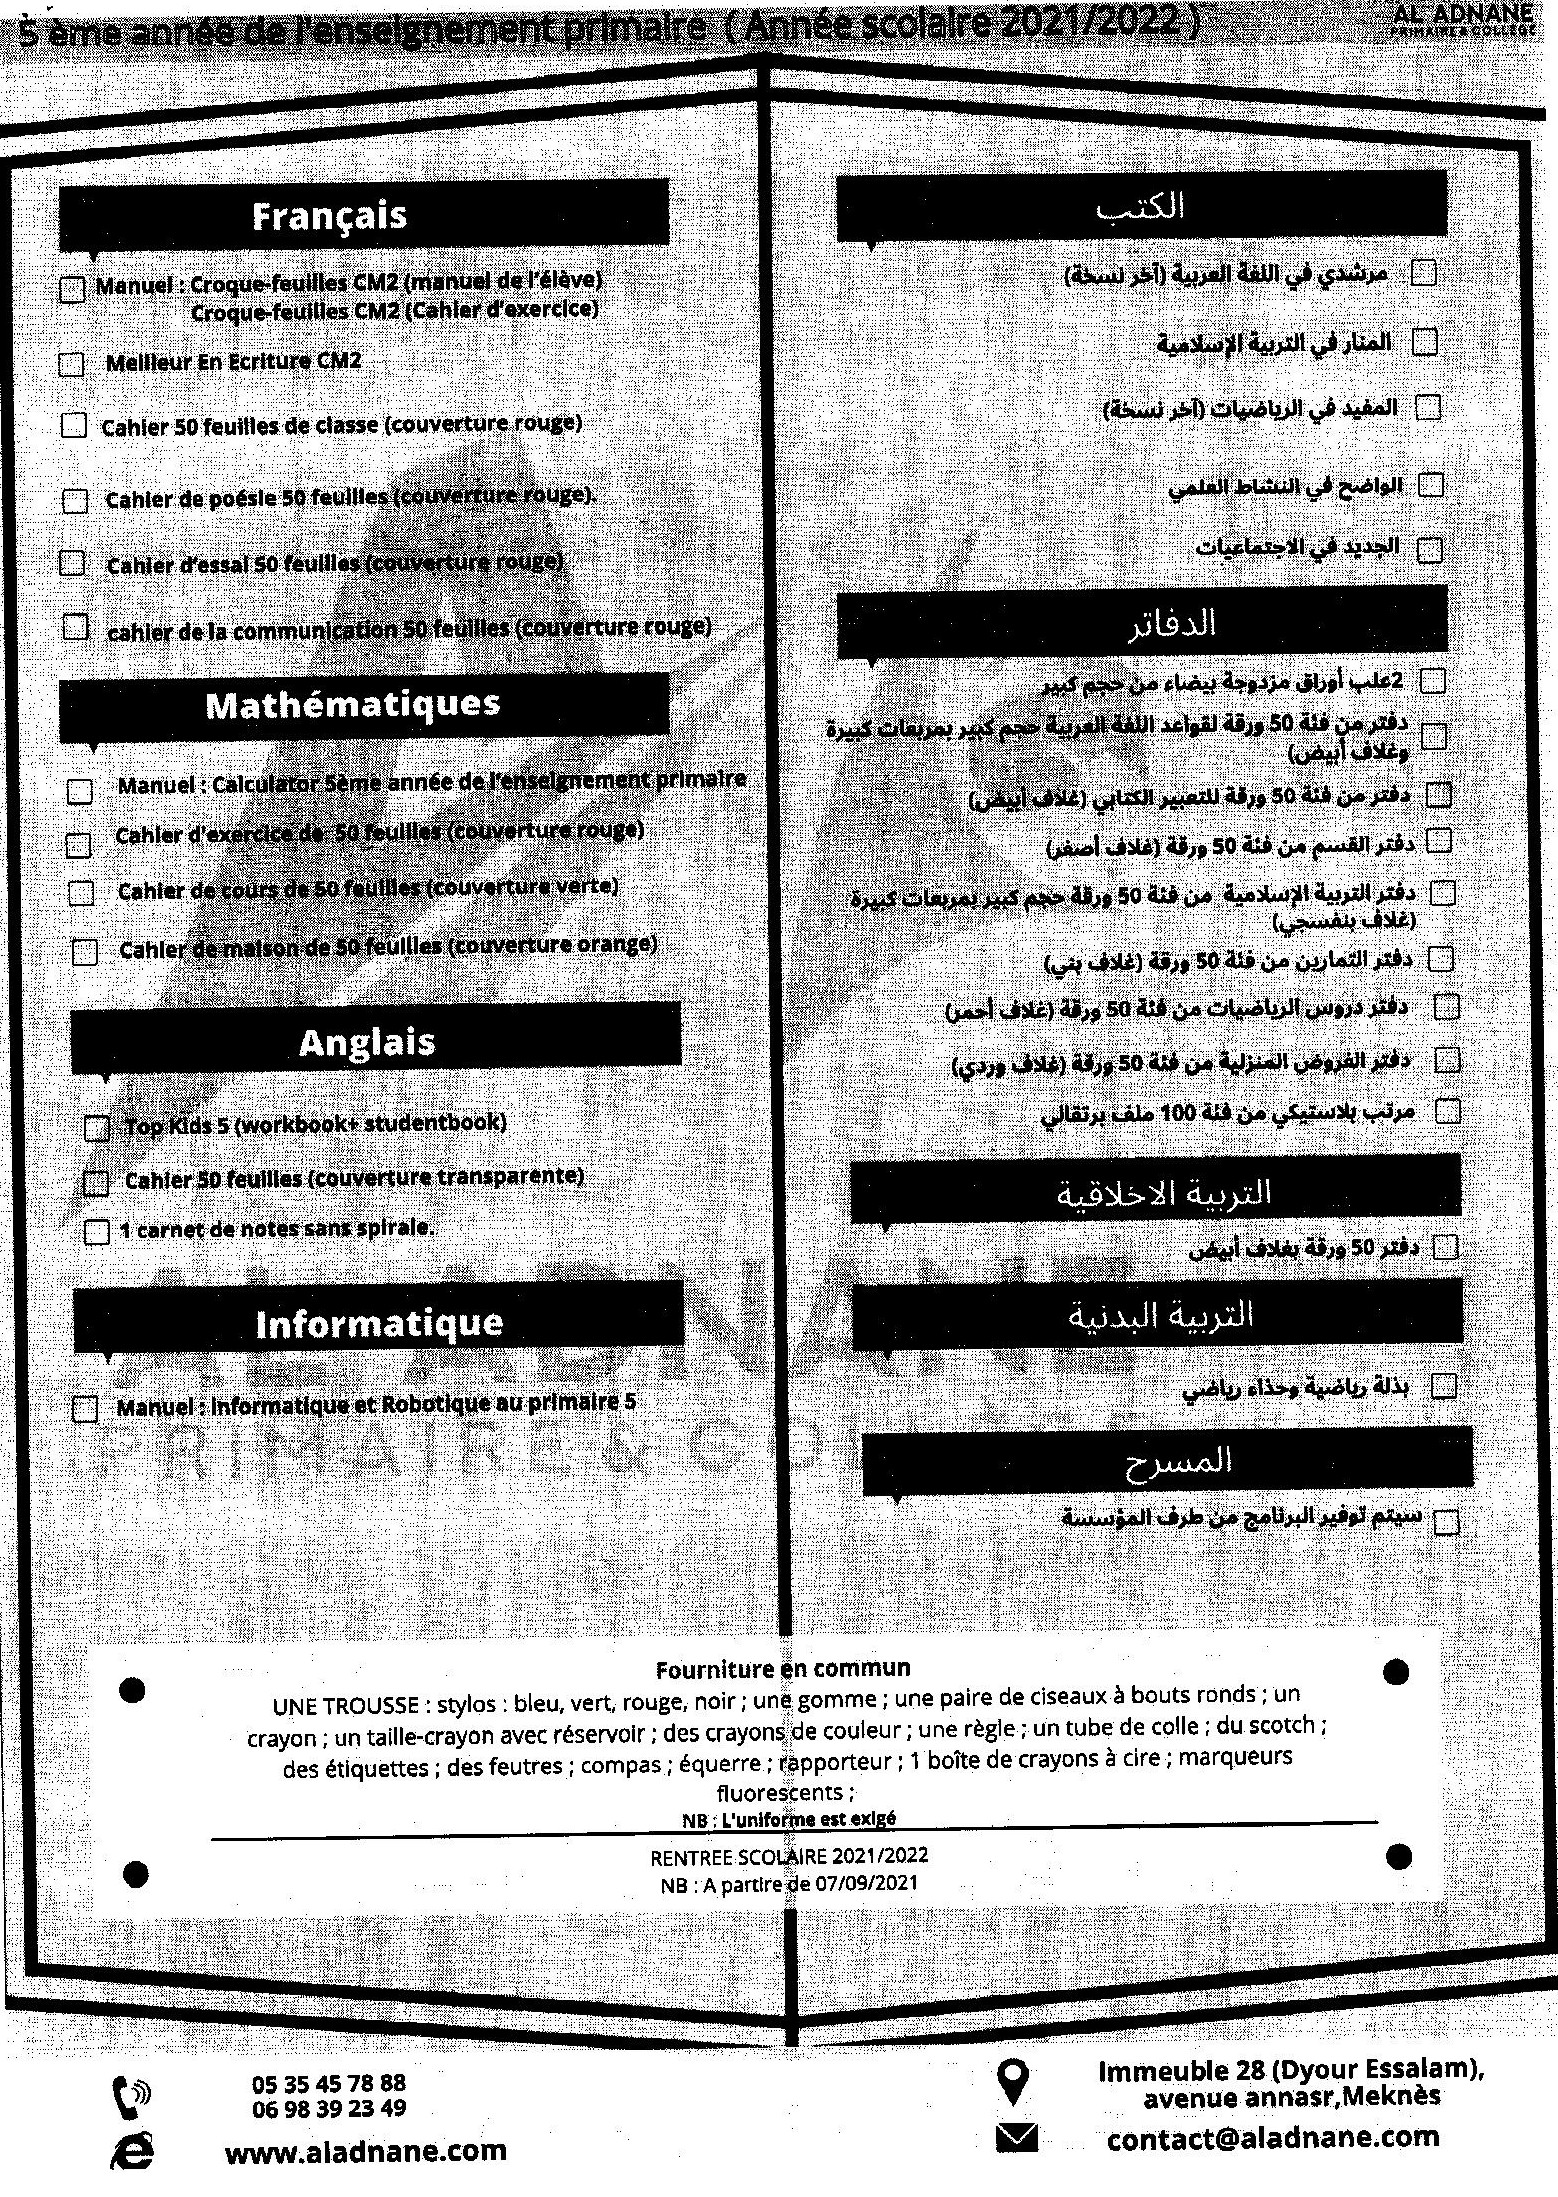 5 ème année de l'enseignement primaire ( Année scolaire 2021/2022 )
AL ADNANE
PRIMAIRE & COLLEGE
Français
Manuel : Croque-feuilles CM2 (manuel de l'élève)
Croque-feuilles CM2 (Cahier d'exercice)
Meilleur En Ecriture CM2
Cahier 50 feuilles de classe (couverture rouge)
Cahier de poésie 50 feuilles (couverture rouge).
Cahier d'essai 50 feuilles (couverture rouge)
cahier de la communication 50 feuilles (couverture rouge)
Mathématiques
Manuel : Calculator 5ème année de l'enseignement primaire
Cahier d'exercice de 50 feuilles (couverture rouge)
Cahier de cours de 50 feuilles (couverture verte)
Cahier de maison de 50 feuilles (couverture orange)
Anglais
Top Kids 5 (workbook+ studentbook)
Cahier 50 feuilles (couverture transparente)
1 carnet de notes sans spirale.
Informatique
Manuel : Informatique et Robotique au primaire 5
الكتب
مرشدي في اللغة العربية (آخر نسخة)
المنار في التربية الإسلامية
المفيد في الرياضيات (آخر نسخة)
الواضح في النشاط العلمي
الجديد في الاجتماعيات
الدفاتر
2علب أوراق مزدوجة بيضاء من حجم كبير
دفتر من فئة 50 ورقة لقواعد اللغة العربية حجم كبير بمربعات كبيرة
وغلاف أبيض)
دفتر من فئة 50 ورقة للتعبير الكتابي (غلاف أبيض)
دفتر القسم من فئة 50 ورقة (غلاف أصفر)
دفتر التربية الإسلامية من فئة 50 ورقة حجم كبير بمربعات كبيرة
(غلاف بنفسجي)
دفتر التمارين من فئة 50 ورقة (غلاف بني)
دفتر دروس الرياضيات من فئة 50 ورقة (غلاف أحمر)
دفتر الفروض المنزلية من فئة 50 ورقة (غلاف وردي)
مرتب بلاستيكي من فئة 100 ملف برتقالي
التربية الاخلاقية
دفتر 50 ورقة بغلاف أبيض
التربية البدنية
بذلة رياضية وحذاء رياضي
المسرح
سيتم توفير البرنامج من طرف المؤسسة
AL ADNANE
PRIMAIRE & CO
Fourniture en commun
UNE TROUSSE : stylos : bleu, vert, rouge, noir ; une gomme ; une paire de ciseaux à bouts ronds ; un
crayon ; un taille-crayon avec réservoir ; des crayons de couleur ; une règle ; un tube de colle ; du scotch ;
des étiquettes ; des feutres ; compas ; équerre ; rapporteur ; 1 boîte de crayons à cire ; marqueurs
fluorescents ;
NB : L'uniforme est exigé
RENTREE SCOLAIRE 2021/2022
NB : A partire de 07/09/2021
05 35 45 78 88
06 98 39 23 49
www.aladnane.com
Immeuble 28 (Dyour Essalam),
avenue annasr,Meknès
contact@aladnane.com